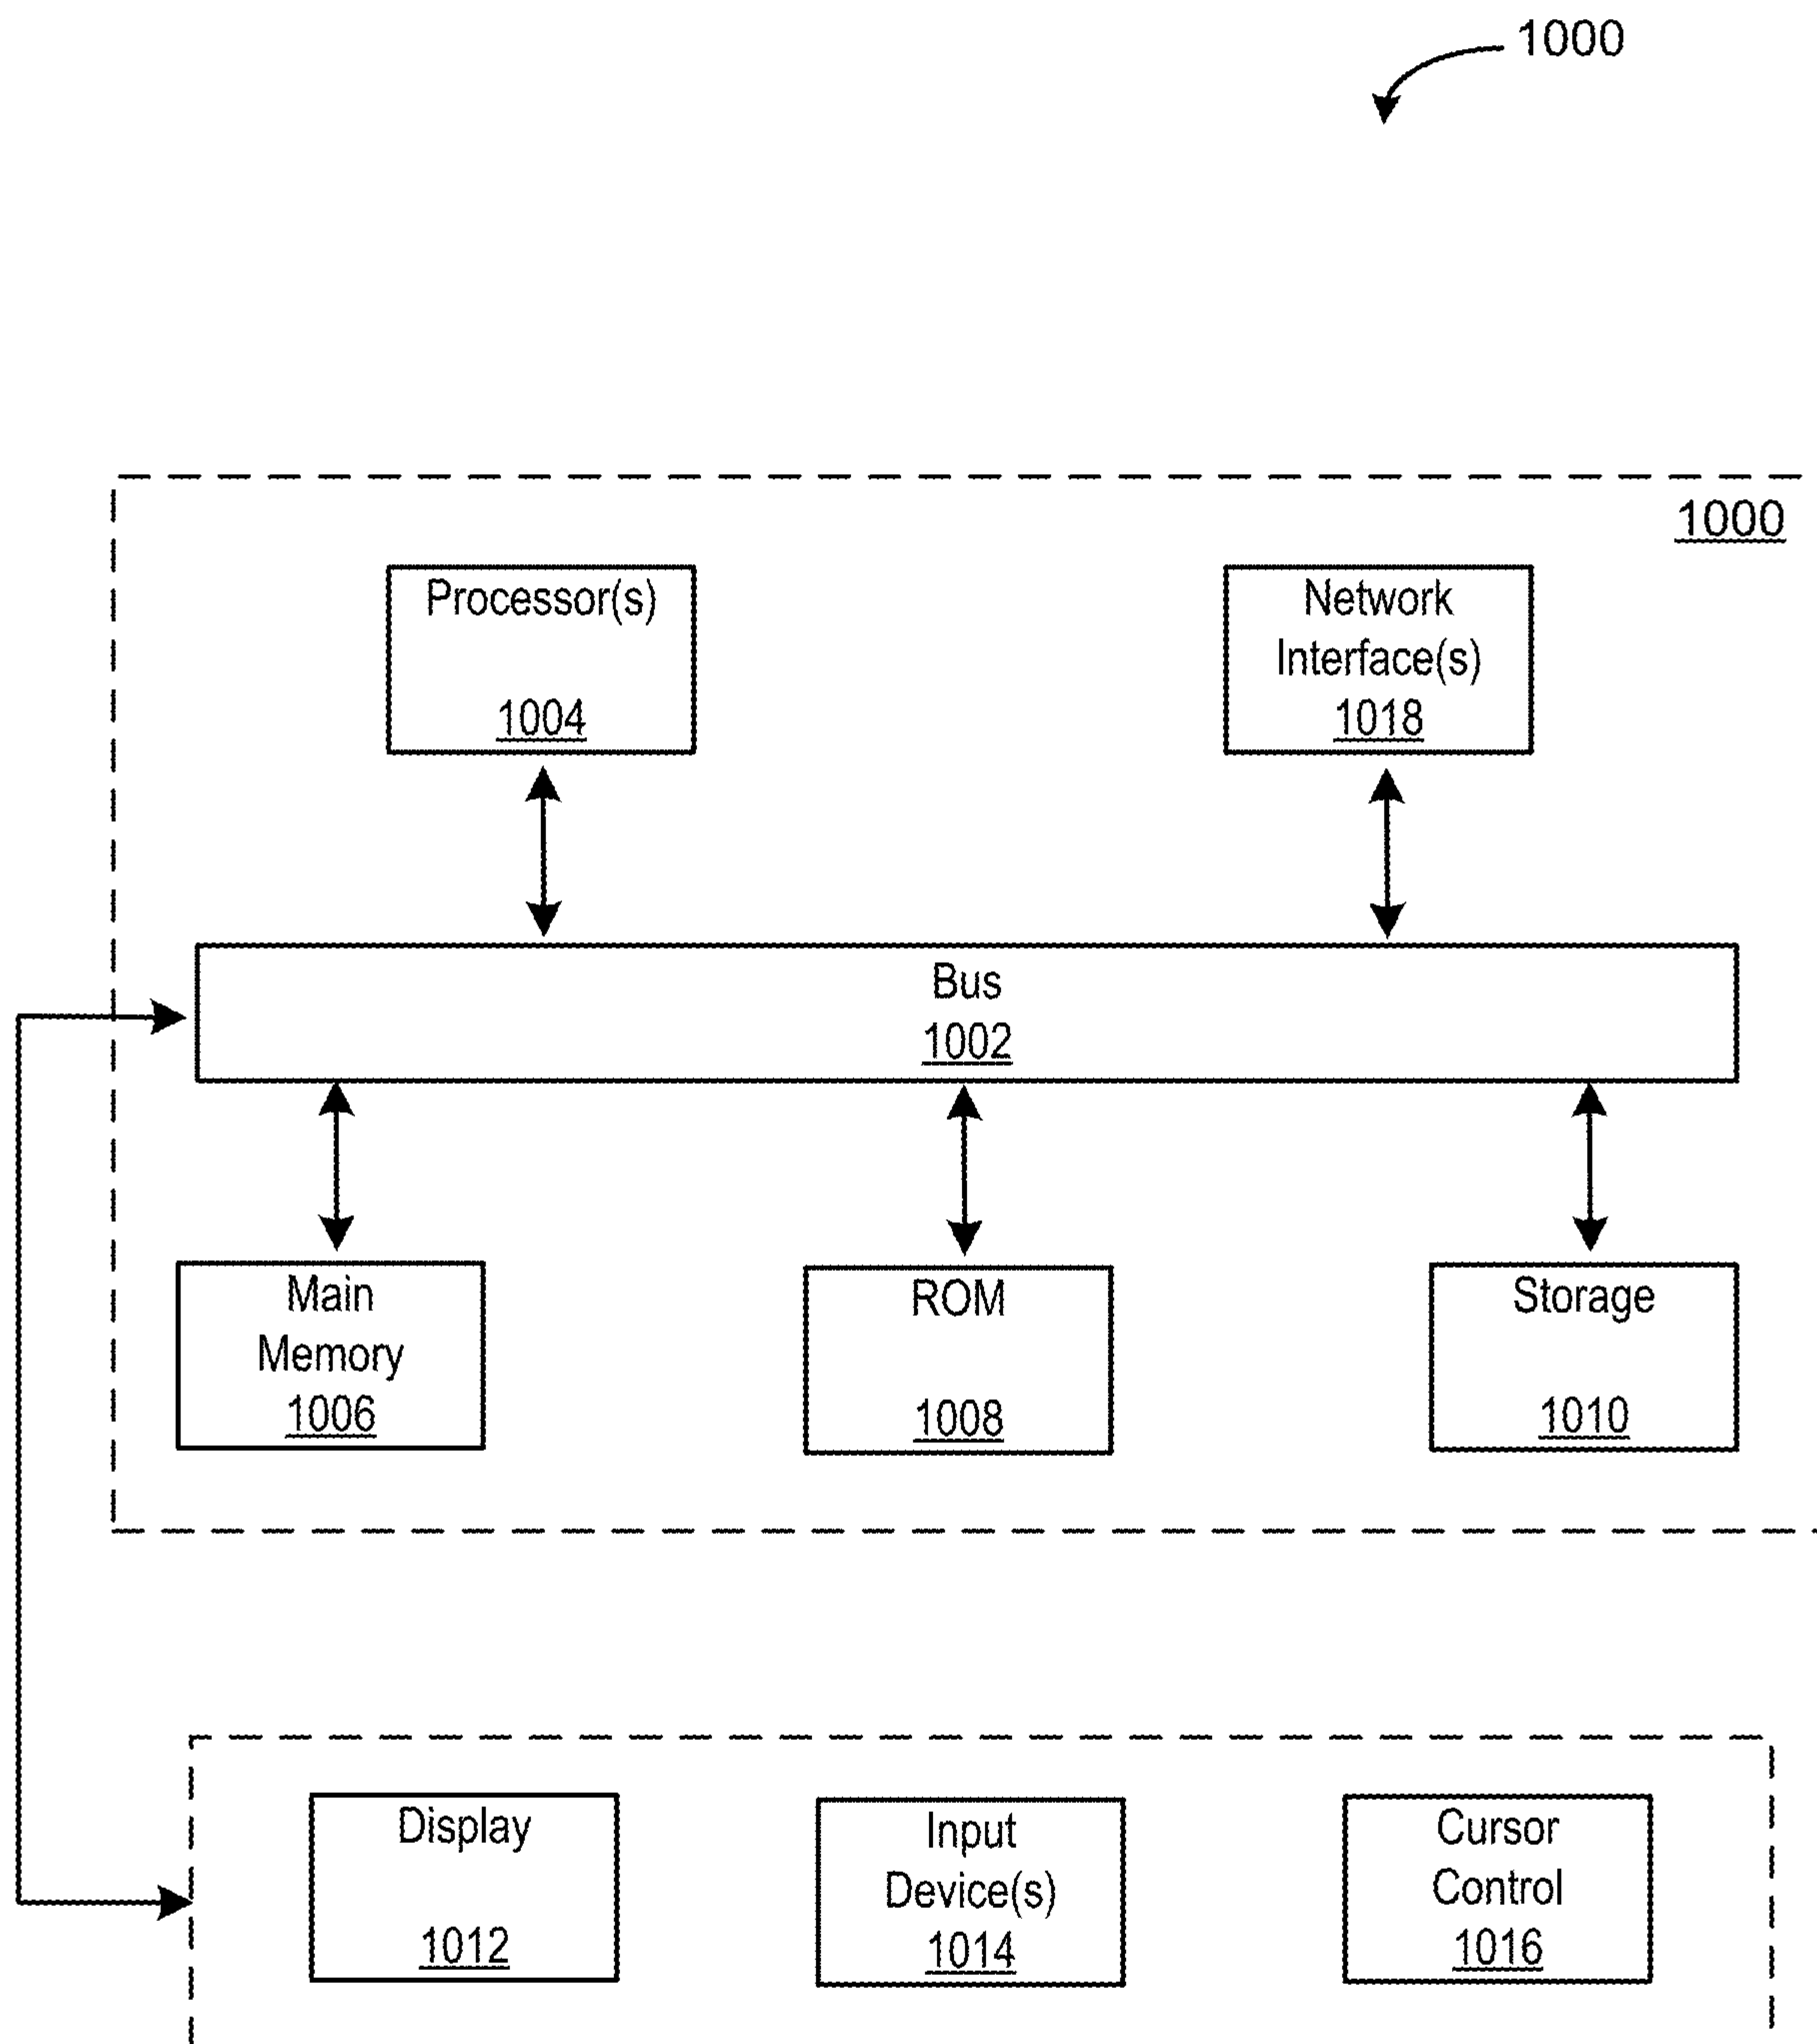 1000
1000
Processor(s)
1004
Network
Interface(s)
1018
Bus
1002
Main
Memory
1006
ROM
1008
Storage
1010
Display
1012
Input
Device(s)
1014
Cursor
Control
1016